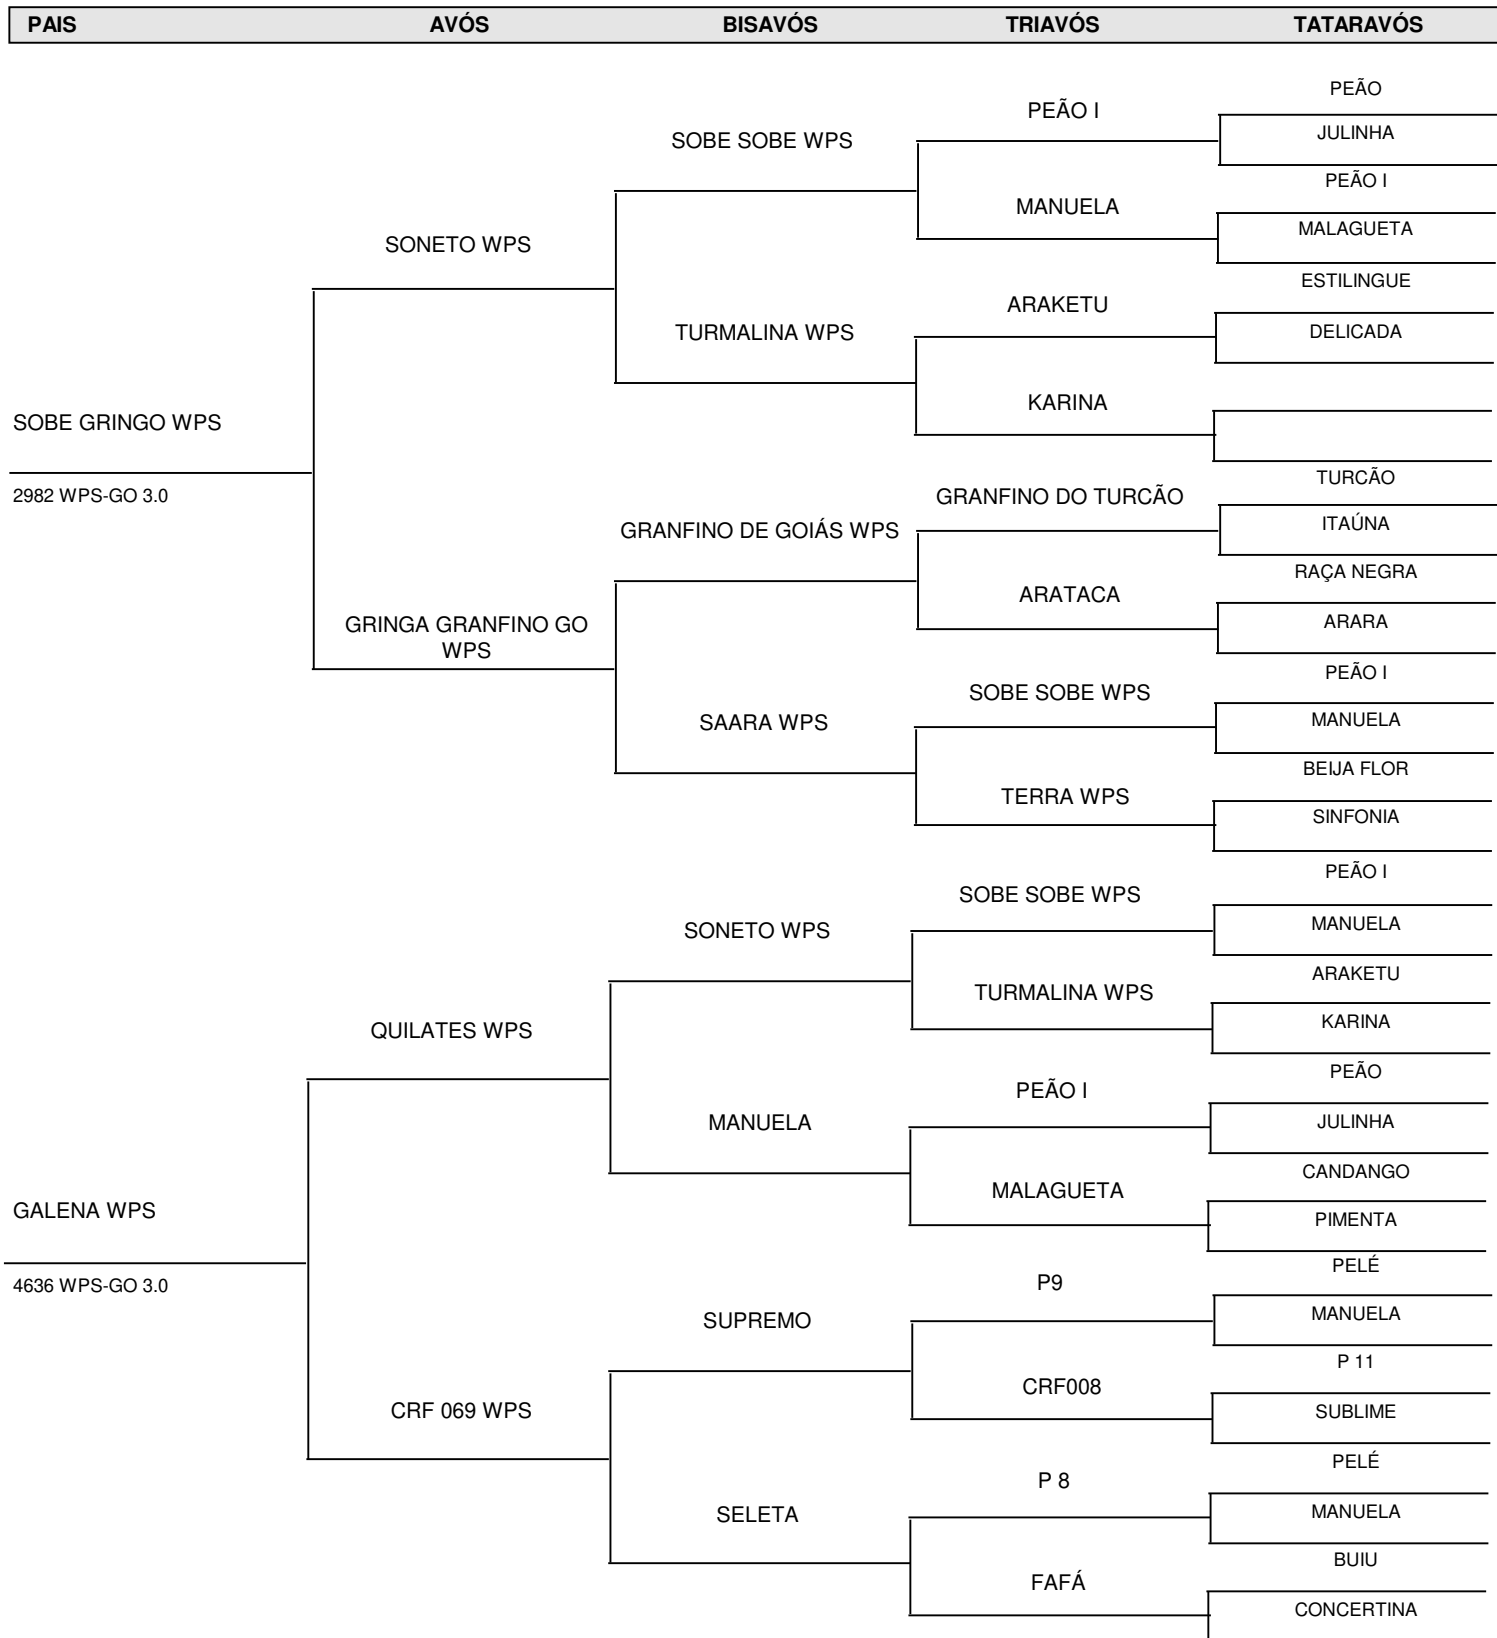 PAIS AVÓS BISAVÓS TRIAVÓS TATARAVÓS
PEÃO
PEÃO I
JULINHA
SOBE SOBE WPS
PEÃO I
MANUELA
MALAGUETA
SONETO WPS
ESTILINGUE
ARAKETU
TURMALINA WPS
DELICADA
KARINA
SOBE GRINGO WPS
TURCÃO
2982 WPS-GO 3.0
GRANFINO DO TURCÃO
ITAÚNA
GRANFINO DE GOIÁS WPS
RAÇA NEGRA
ARATACA
ARARA
GRINGA GRANFINO GO
WPS
PEÃO I
SOBE SOBE WPS
SAARA WPS
MANUELA
BEIJA FLOR
TERRA WPS
SINFONIA
PEÃO I
SOBE SOBE WPS
MANUELA
SONETO WPS
ARAKETU
TURMALINA WPS
KARINA
QUILATES WPS
PEÃO
PEÃO I
JULINHA
MANUELA
CANDANGO
MALAGUETA
GALENA WPS
PIMENTA
PELÉ
4636 WPS-GO 3.0
P9
MANUELA
SUPREMO
P 11
CRF008
CRF 069 WPS
SUBLIME
PELÉ
P 8
MANUELA
SELETA
BUIU
FAFÁ
CONCERTINA